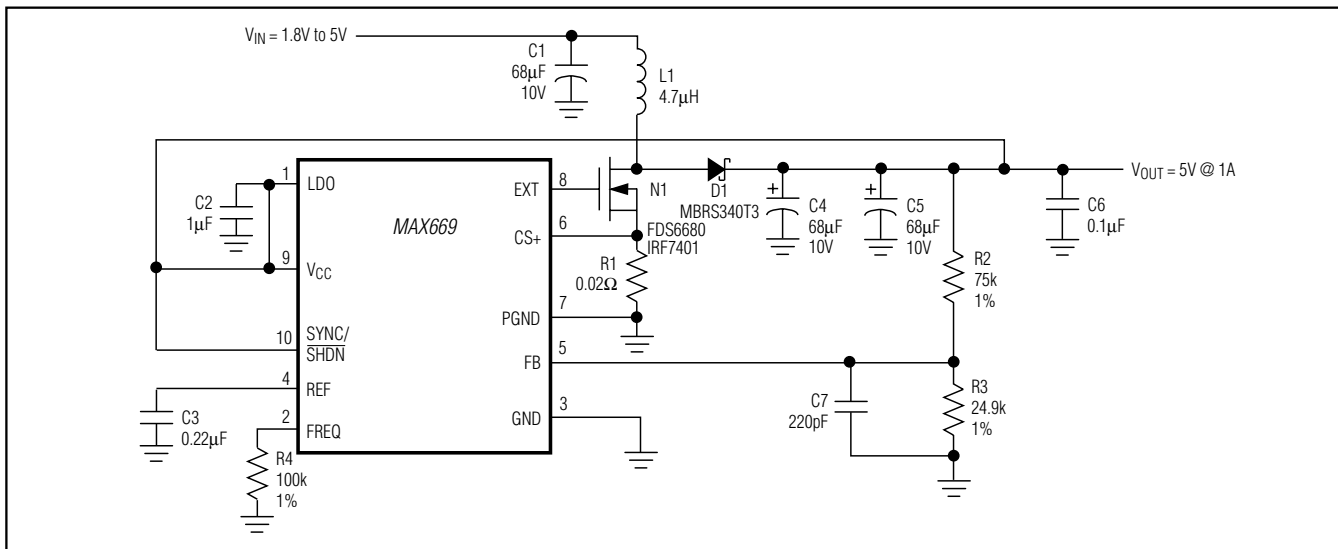 V_IN = 1.8V to 5V
C1
68µF
10V
L1
4.7µH
MAX669
1
LDO
C2
1µF
9
VCC
10
SYNC/
SHDN
4
REF
C3
0.22µF
2
FREQ
R4
100k
1%
EXT
8
N1
FDS6680
IRF7401
CS+
6
R1
0.02Ω
PGND
7
FB
5
GND
3
D1
MBRS340T3
+
C4
68µF
10V
+
C5
68µF
10V
VOUT = 5V @ 1A
C6
0.1µF
R2
75k
1%
C7
220pF
R3
24.9k
1%